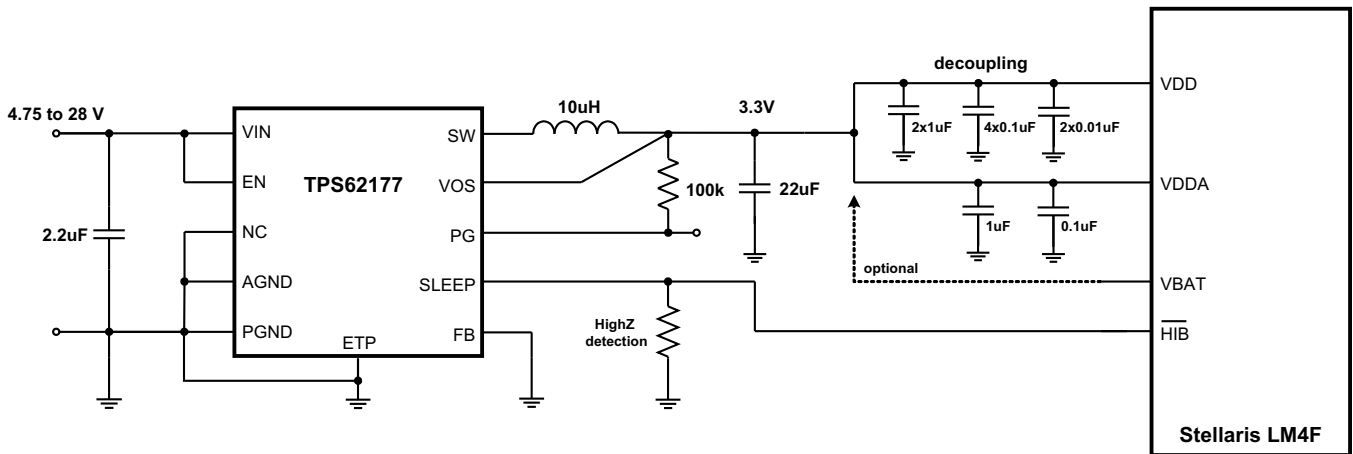 decoupling
VDD
4.75 to 28 V
10uH
3.3V
2x1uF
4x0.1uF
2x0.01uF
VIN
SW
TPS62177
EN
VOS
100k
22uF
VDDA
2.2uF
NC
PG
1uF
0.1uF
optional
AGND
SLEEP
VBAT
PGND
ETP
FB
HighZ
detection
HIB
Stellaris LM4F